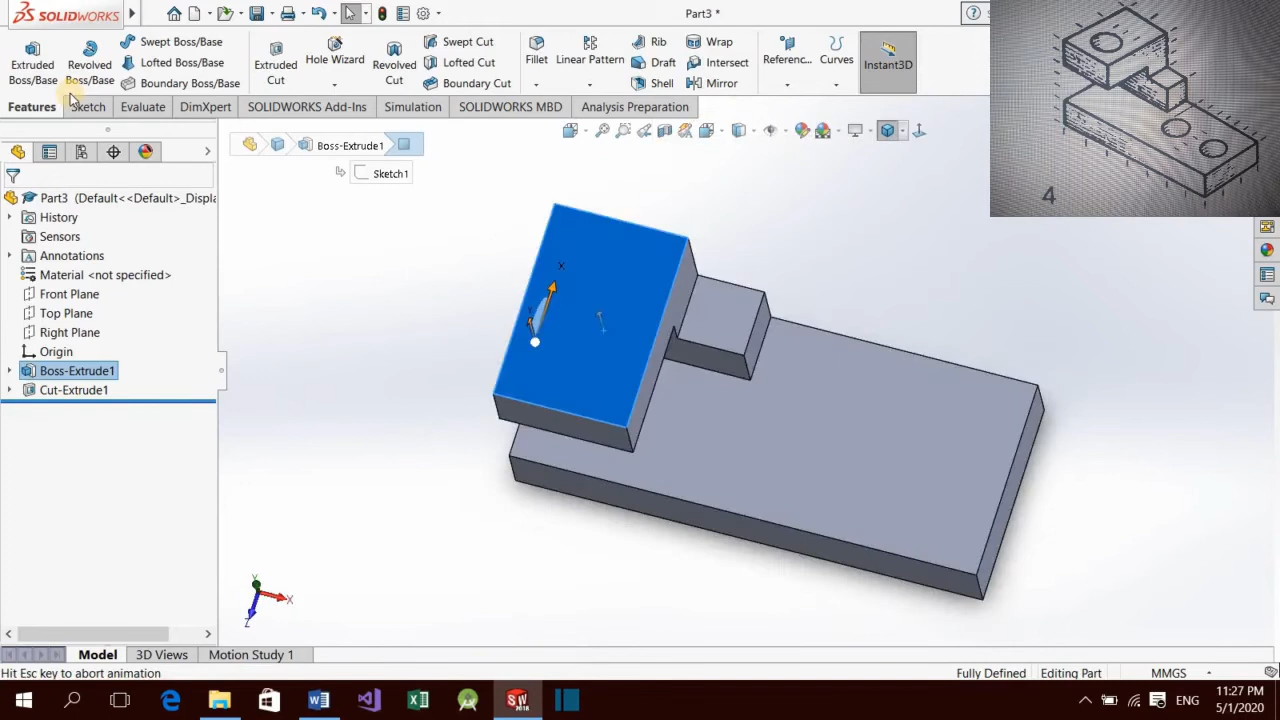 SOLIDWORKS
Part3 *
Extruded Boss/Base
Revolved Boss/Base
Swept Boss/Base
Lofted Boss/Base
Boundary Boss/Base
Extruded Cut
Hole Wizard
Revolved Cut
Swept Cut
Lofted Cut
Boundary Cut
Fillet
Linear Pattern
Rib
Draft
Shell
Wrap
Intersect
Mirror
Referenc...
Curves
Instant3D
Features
Sketch
Evaluate
DimXpert
SOLIDWORKS Add-Ins
Simulation
SOLIDWORKS MBD
Analysis Preparation
Boss-Extrude1
Sketch1
4
Part3 (Default<<Default>_Displa
History
Sensors
Annotations
Material <not specified>
Front Plane
Top Plane
Right Plane
Origin
Boss-Extrude1
Cut-Extrude1
X
Y
Y
X
Z
Model
3D Views
Motion Study 1
Hit Esc key to abort animation
Fully Defined
Editing Part
MMGS
SW
2016
ENG
11:27 PM
5/1/2020